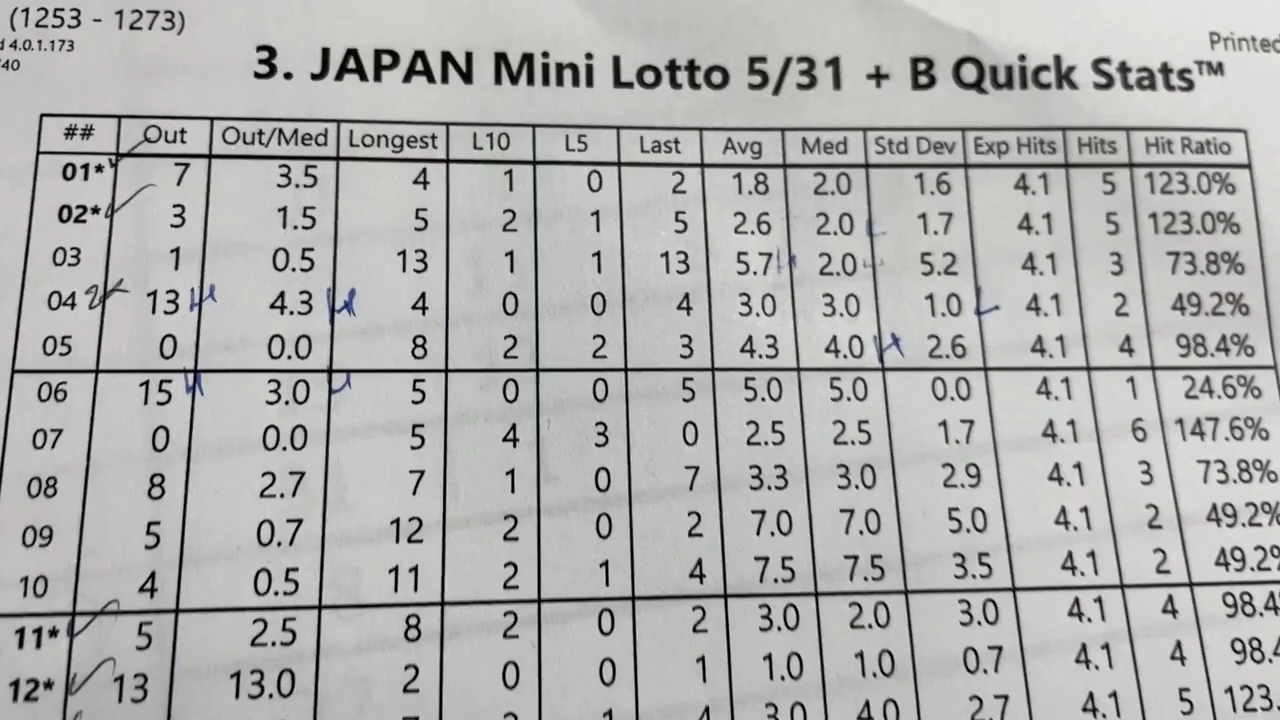 (1253 - 1273)
d 4.0.1.173
/40
Printed
3. JAPAN Mini Lotto 5/31 + B Quick Stats™
## Out Out/Med Longest L10 L5 Last Avg Med Std Dev Exp Hits Hits Hit Ratio
01* 7 3.5 4 1 0 2 1.8 2.0 1.6 4.1 5 123.0%
02* 3 1.5 5 2 1 5 2.6 2.0 1.7 4.1 5 123.0%
03 1 0.5 13 1 1 13 5.7 2.0 5.2 4.1 3 73.8%
04 13 4.3 4 0 0 4 3.0 3.0 1.0 4.1 2 49.2%
05 0 0.0 8 2 2 3 4.3 4.0 2.6 4.1 4 98.4%
06 15 3.0 5 0 0 5 5.0 5.0 0.0 4.1 1 24.6%
07 0 0.0 5 4 3 0 2.5 2.5 1.7 4.1 6 147.6%
08 8 2.7 7 1 0 7 3.3 3.0 2.9 4.1 3 73.8%
09 5 0.7 12 2 0 2 7.0 7.0 5.0 4.1 2 49.2%
10 4 0.5 11 2 1 4 7.5 7.5 3.5 4.1 2 49.2%
11* 5 2.5 8 2 0 2 3.0 2.0 3.0 4.1 4 98.4
12* 13 13.0 2 0 0 1 1.0 1.0 0.7 4.1 4 98.4
3.0 4.0 2.7 4.1 5 123.